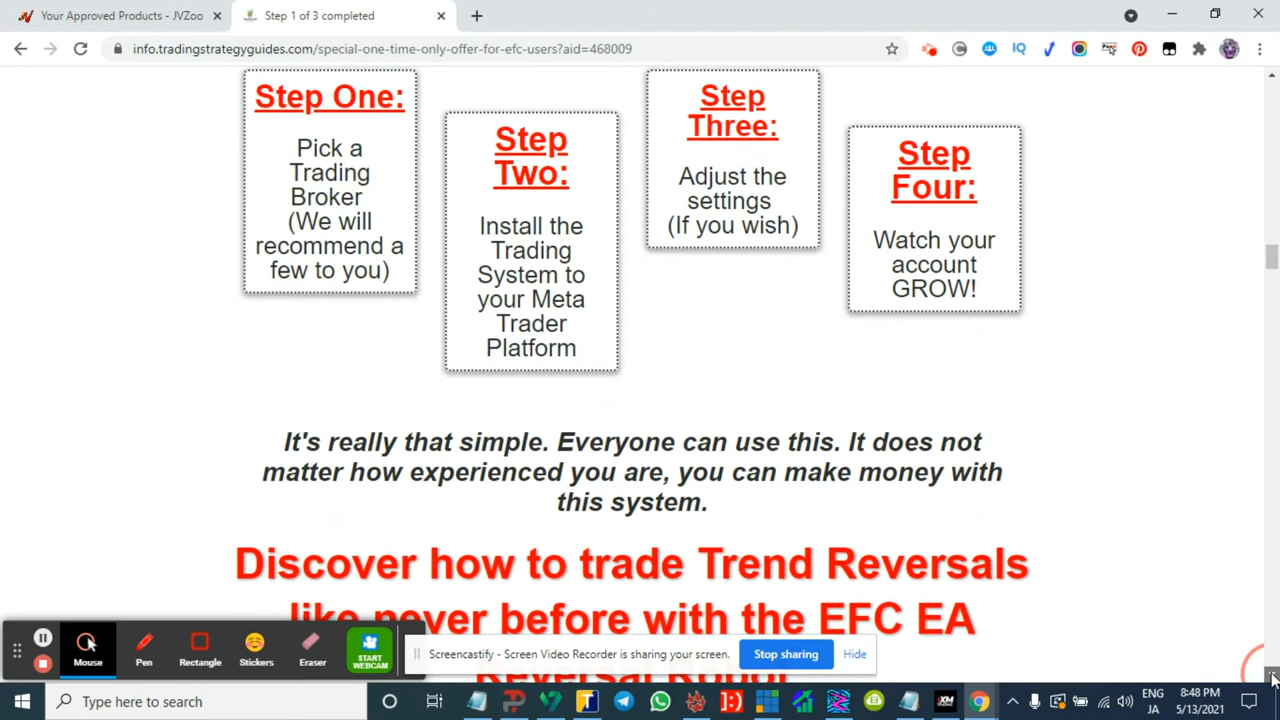 Your Approved Products - JVZoo
Step 1 of 3 completed
info.tradingstrategyguides.com/special-one-time-only-offer-for-efc-users?aid=468009
Step One:
Pick a
Trading
Broker
(We will
recommend a
few to you)
Step
Two:
Install the
Trading
System to
your Meta
Trader
Platform
Step
Three:
Adjust the
settings
(If you wish)
Step
Four:
Watch your
account
GROW!
It's really that simple. Everyone can use this. It does not
matter how experienced you are, you can make money with
this system.
Discover how to trade Trend Reversals
like never before with the EFC EA
Reversal Robot
Mouse
Pen
Rectangle
Stickers
Eraser
START
WEBCAM
Screencastify - Screen Video Recorder is sharing your screen.
Stop sharing
Hide
Type here to search
ENG
JA
8:48 PM
5/13/2021